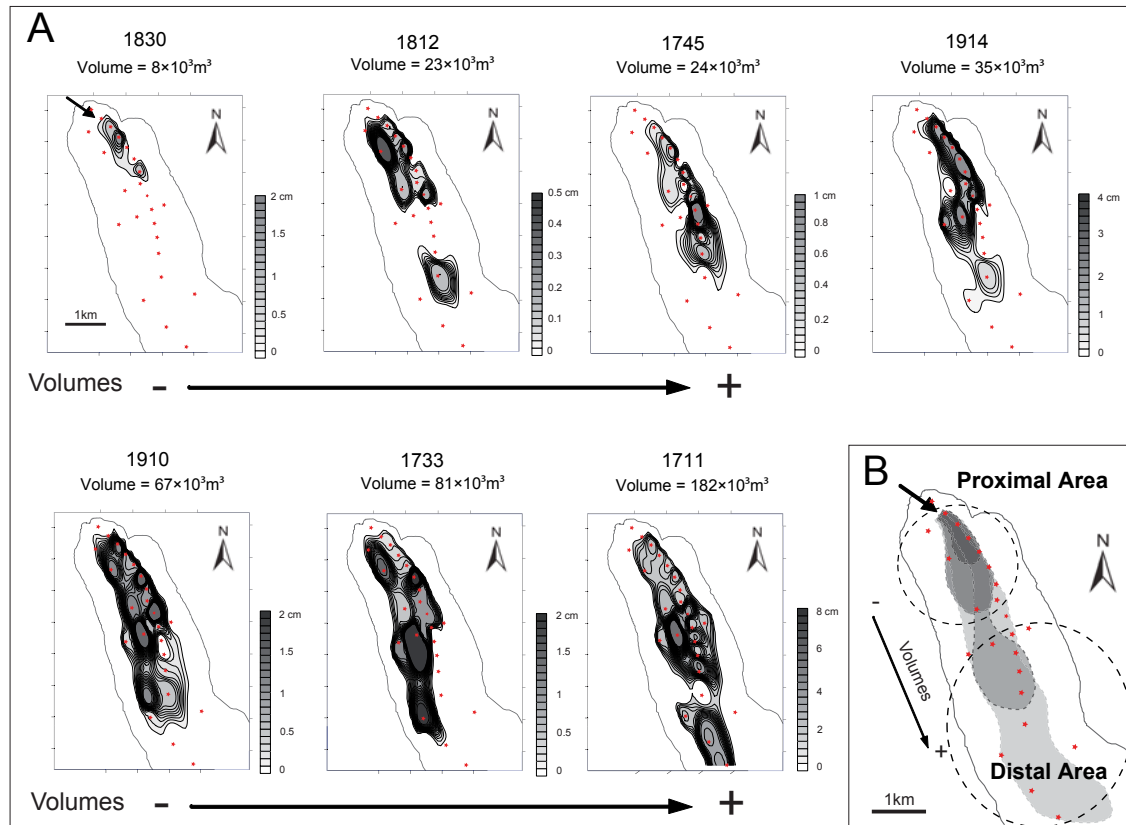 A
1830
Volume = 8×10³m³
1812
Volume = 23×10³m³
1745
Volume = 24×10³m³
1914
Volume = 35×10³m³
N
N
N
N
2 cm
1.5
1
0.5
0
0.5 cm
0.4
0.3
0.2
0.1
0
1 cm
0.8
0.6
0.4
0.2
0
4 cm
3
2
1
0
1km
Volumes - +
1910
Volume = 67×10³m³
1733
Volume = 81×10³m³
1711
Volume = 182×10³m³
N
N
N
2 cm
1.5
1
0.5
0
2 cm
1.5
1
0.5
0
8 cm
6
4
2
0
Volumes - +
B
Proximal Area
N
-
Volumes
+
Distal Area
1km